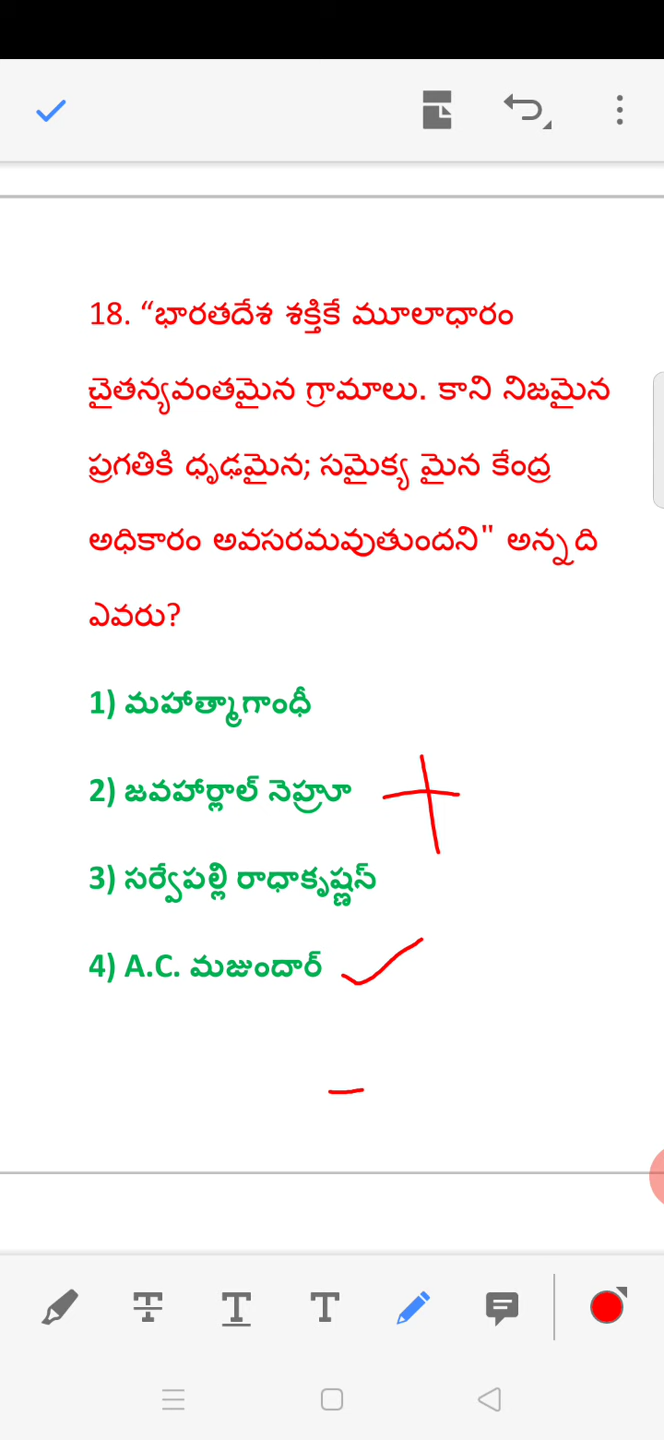 18. “భారతదేశ శక్తికే మూలాధారం
చైతన్యవంతమైన గ్రామాలు. కాని నిజమైన
ప్రగతికి ధృఢమైన; సమైక్య మైన కేంద్ర
అధికారం అవసరమవుతుందని" అన్నది
ఎవరు?
1) మహాత్మాగాంధీ
2) జవహార్లాల్ నెహ్రూ
3) సర్వేపల్లి రాధాకృష్ణన్
4) A.C. మజుందార్